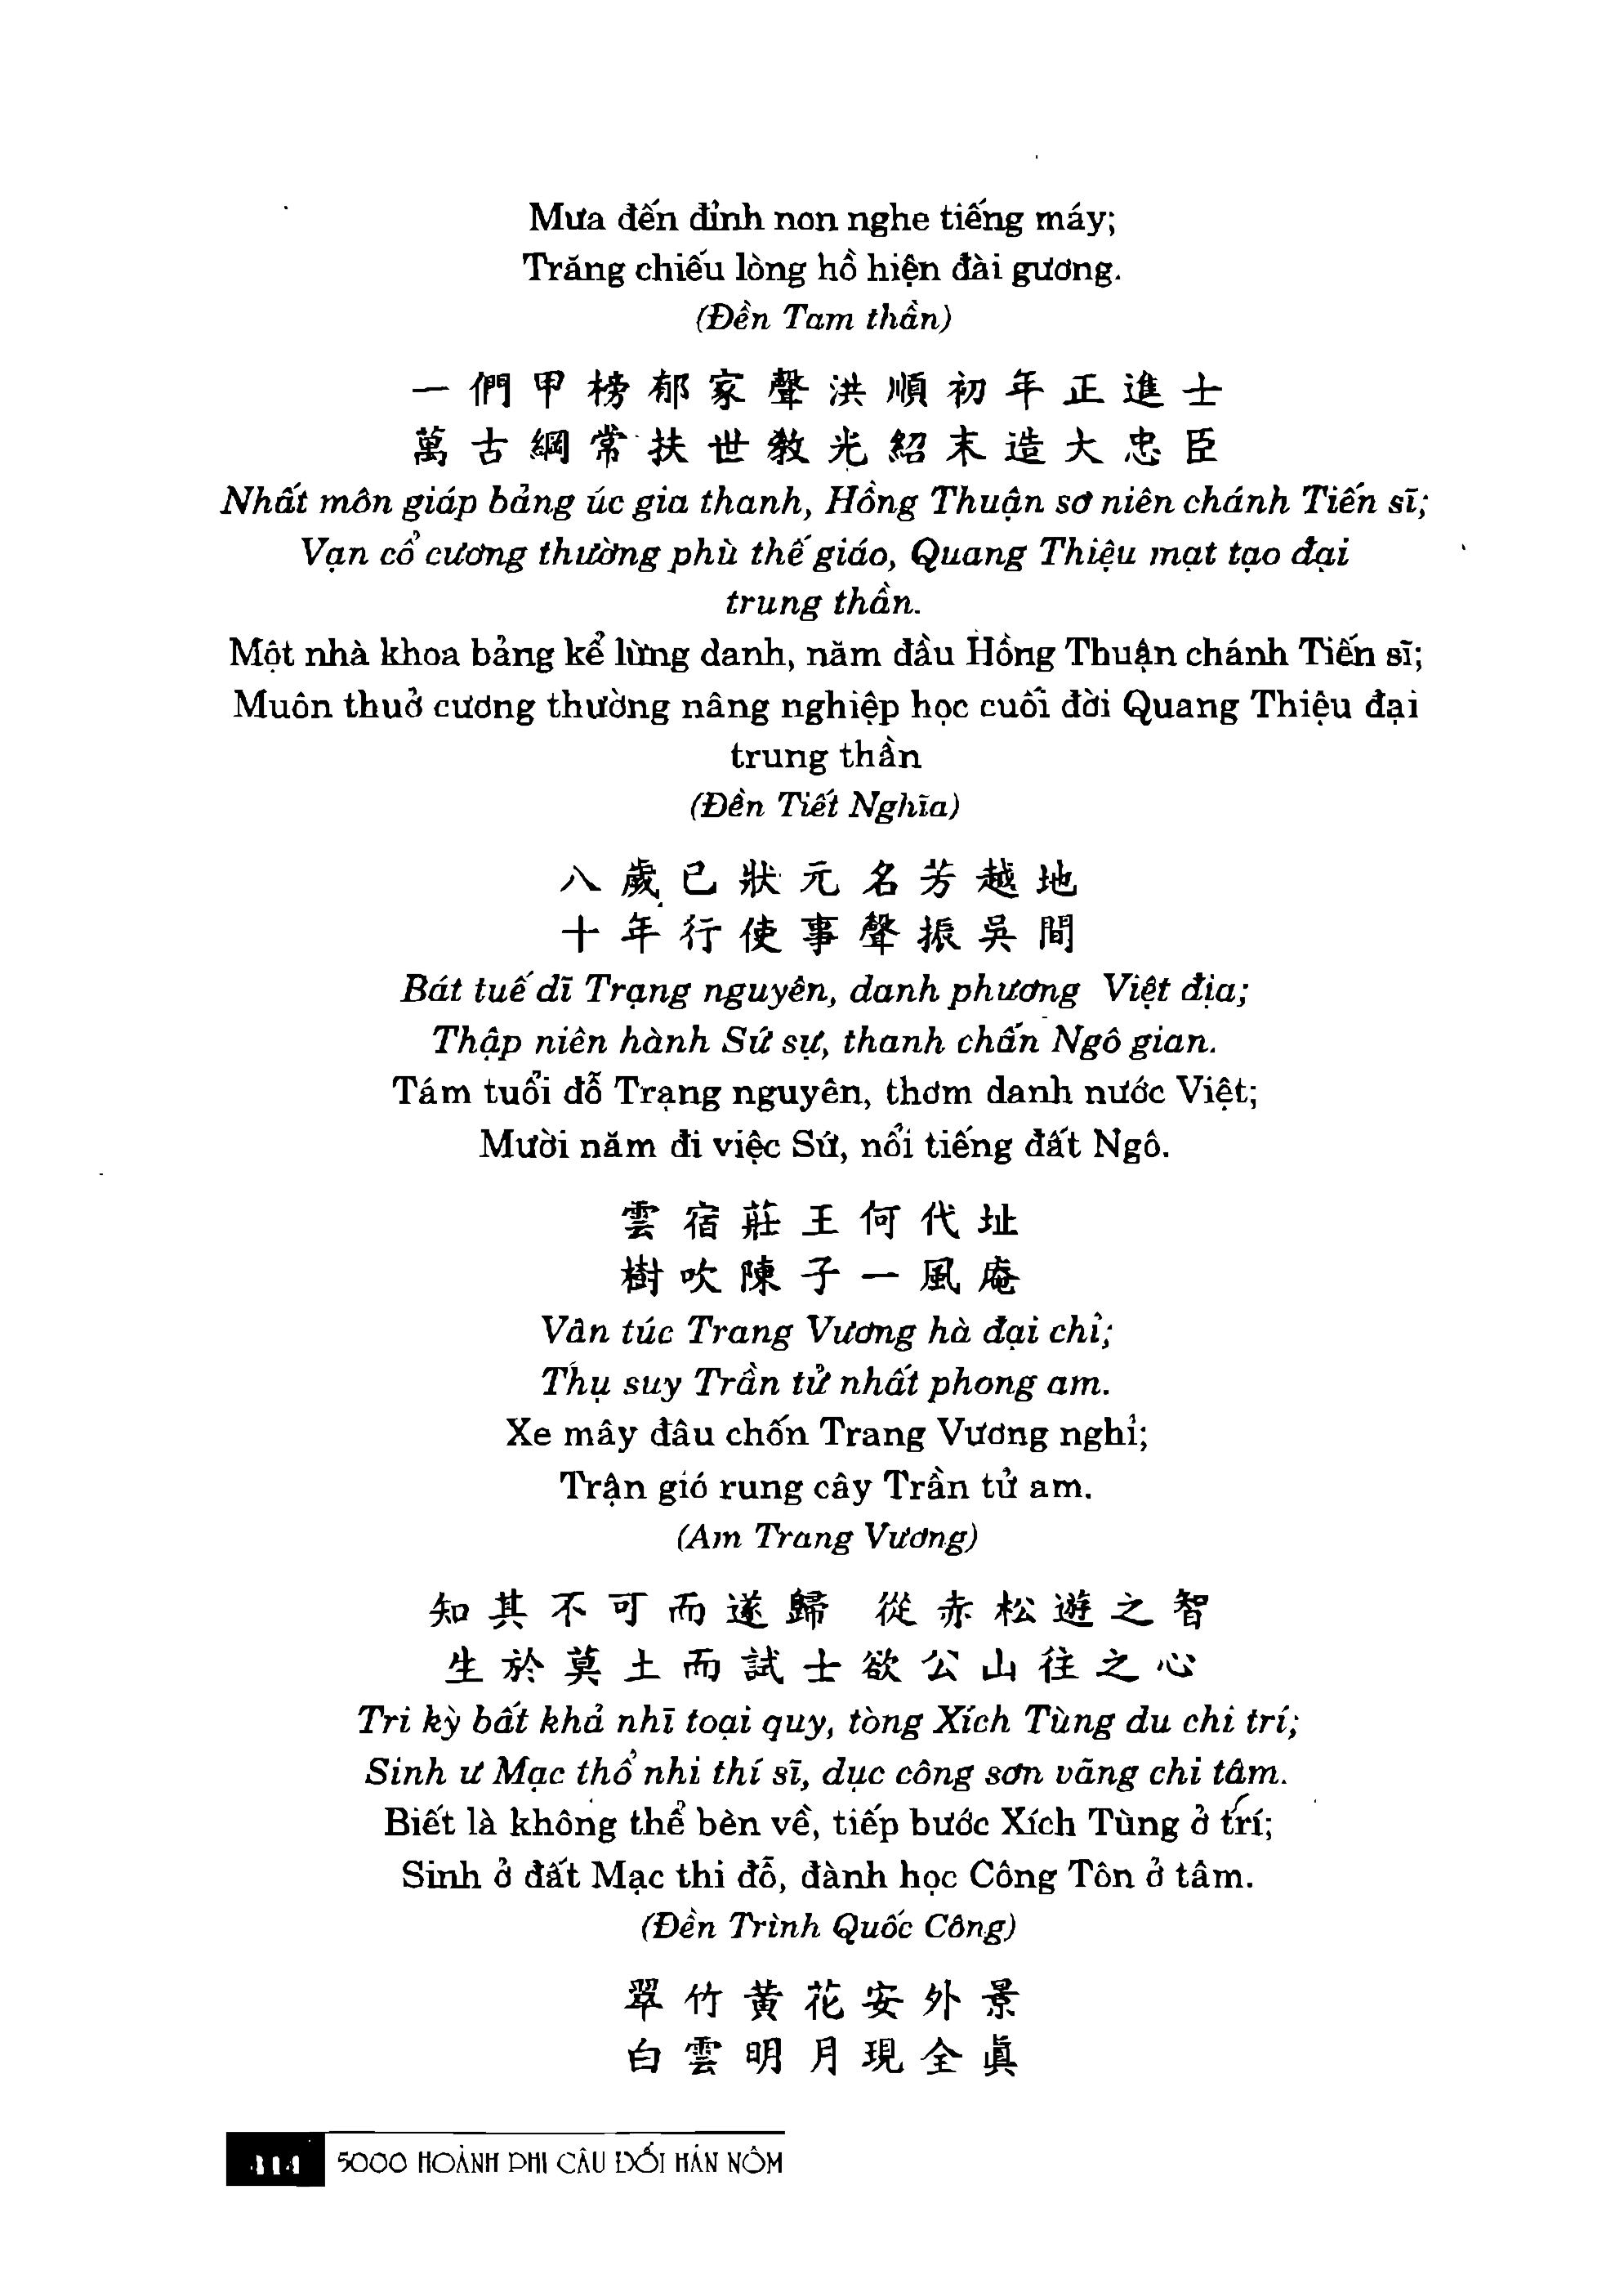 Mưa đến đỉnh non nghe tiếng máy;
Trăng chiếu lòng hồ hiện đài gương.
(Đền Tam thần)
一們甲榜郁家聲洪順初年正進士
萬古綱常扶世教光紹末造大忠臣
Nhất môn giáp bảng úc gia thanh, Hồng Thuận sơ niên chánh Tiến sĩ;
Vạn cổ cương thường phù thế giáo, Quang Thiệu mạt tạo đại
trung thần.
Một nhà khoa bảng kể lừng danh, năm đầu Hồng Thuận chánh Tiến sĩ;
Muôn thuở cương thường nâng nghiệp học cuối đời Quang Thiệu đại
trung thần
(Đền Tiết Nghĩa)
八歲已狀元名芳越地
十年行使事聲振吳間
Bát tuế dĩ Trạng nguyên, danh phương Việt địa;
Thập niên hành Sứ sự, thanh chấn Ngô gian.
Tám tuổi đỗ Trạng nguyên, thơm danh nước Việt;
Mười năm đi việc Sứ, nổi tiếng đất Ngô.
雲宿莊王何代址
樹吹陳子一風庵
Vân túc Trang Vương hà đại chỉ;
Thụ suy Trần tử nhất phong am.
Xe mây đâu chốn Trang Vương nghỉ;
Trận gió rung cây Trần tử am.
(Am Trang Vương)
知其不可而遂歸 從赤松遊之智
生於莫土而試士欲公山往之心
Tri kỳ bất khả nhĩ toại quy, tòng Xích Tùng du chi trí;
Sinh ư Mạc thổ nhi thí sĩ, dục công sơn vãng chi tâm.
Biết là không thể bèn về, tiếp bước Xích Tùng ở trí;
Sinh ở đất Mạc thi đỗ, đành học Công Tôn ở tâm.
(Đền Trình Quốc Công)
翠竹黃花安外景
白雲明月現全眞
414 5000 HOÀNH PHI CÂU ĐỐI HÁN NÔM